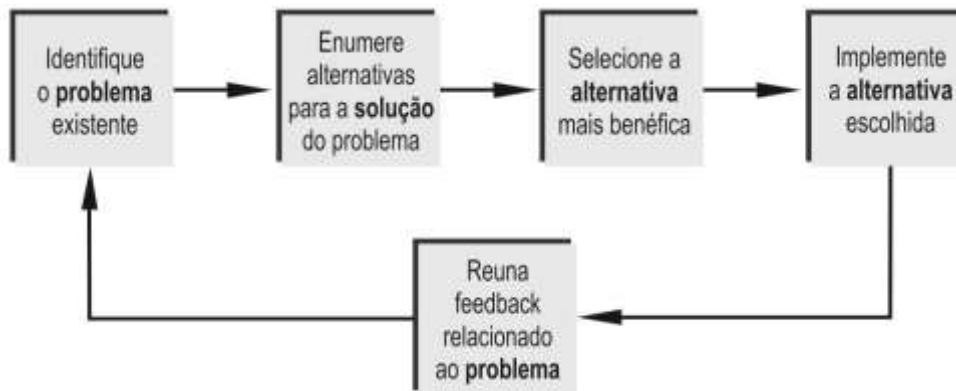 Identifique
o problema
existente
Enumere
alternativas
para a solução
do problema
Selecione a
alternativa
mais benéfica
Implemente
a alternativa
escolhida
Reuna
feedback
relacionado
ao problema